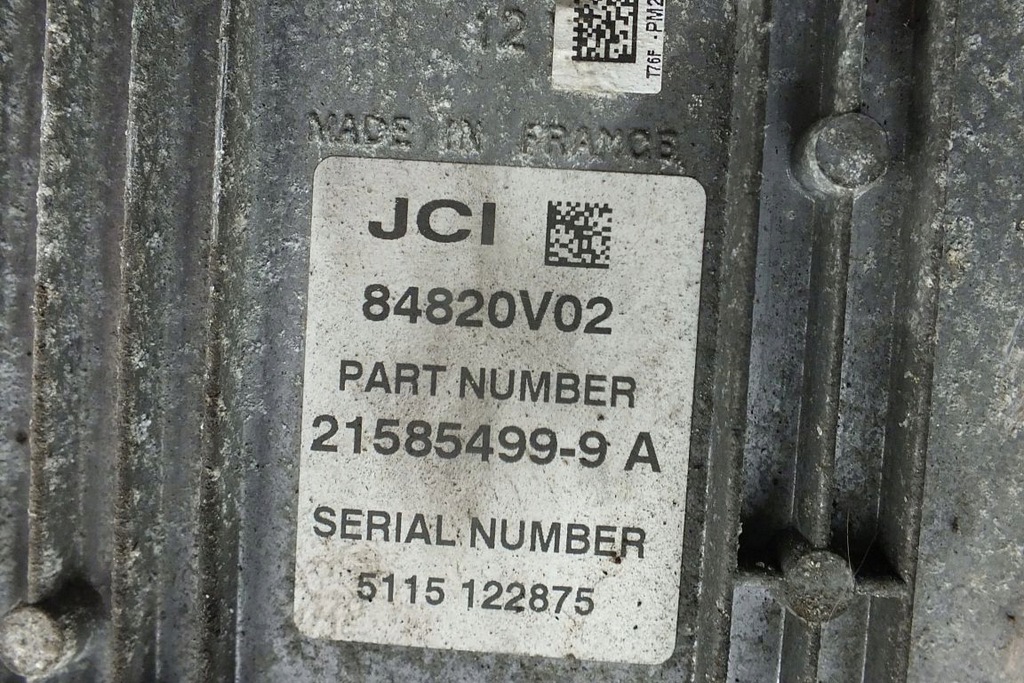 12
T76F -PM2
MADE IN FRANCE
JCI
84820V02
PART NUMBER
21585499-9 A
SERIAL NUMBER
5115 122875